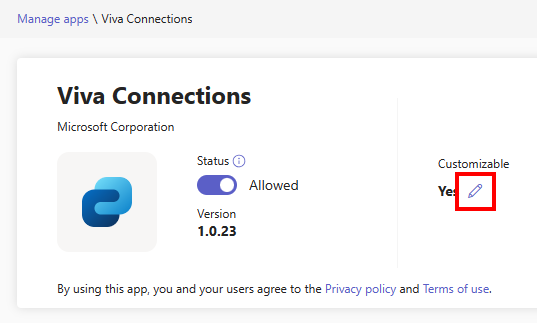 Manage apps \ Viva Connections
Viva Connections
Microsoft Corporation
Status
Allowed
Customizable
Yes
Version
1.0.23
By using this app, you and your users agree to the Privacy policy and Terms of use.